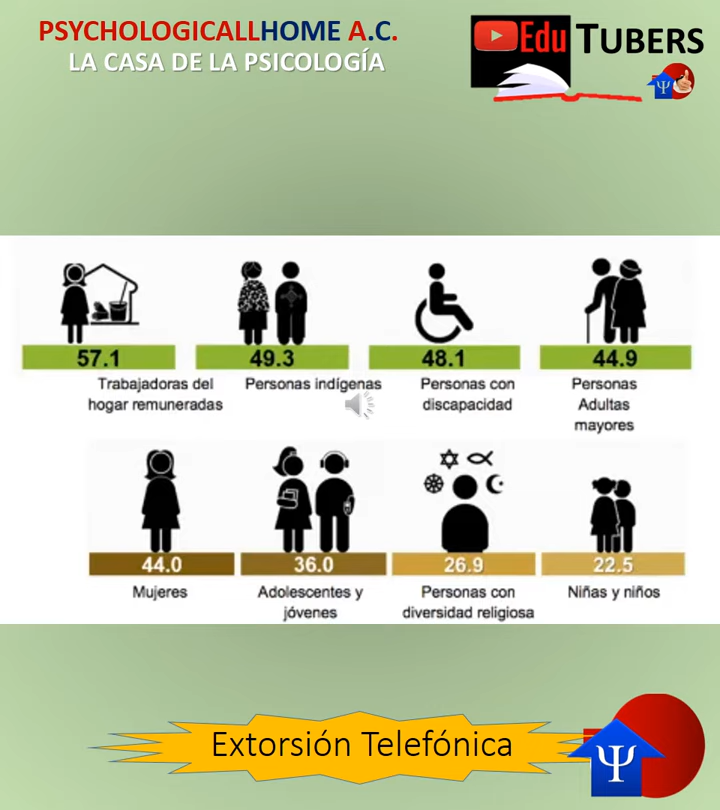 PSYCHOLOGICALLHOME A.C.
LA CASA DE LA PSICOLOGÍA
Edu TUBERS
Ψ
57.1
49.3
48.1
44.9
Trabajadoras del
hogar remuneradas
Personas indígenas
Personas con
discapacidad
Personas
Adultas
mayores
44.0
36.0
26.9
22.5
Mujeres
Adolescentes y
jóvenes
Personas con
diversidad religiosa
Niñas y niños
Extorsión Telefónica
Ψ